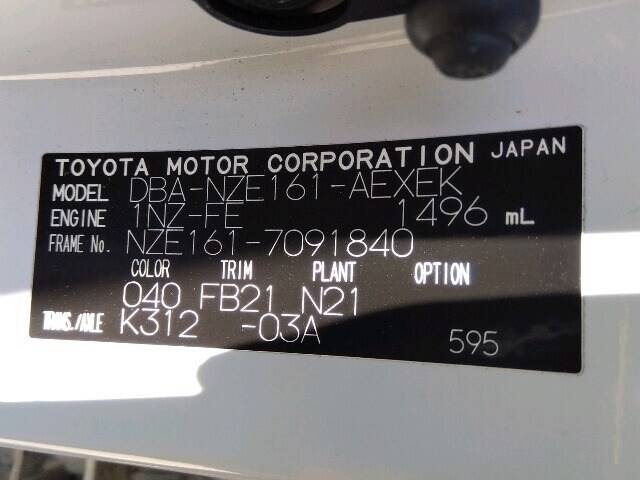 TOYOTA MOTOR CORPORATION JAPAN
MODEL DBA-NZE161-AEXEK
ENGINE 1NZ-FE 1496 mL
FRAME No. NZE161-7091840
COLOR TRIM PLANT OPTION
040 FB21 N21
TRANS./AXLE K312 -03A
595